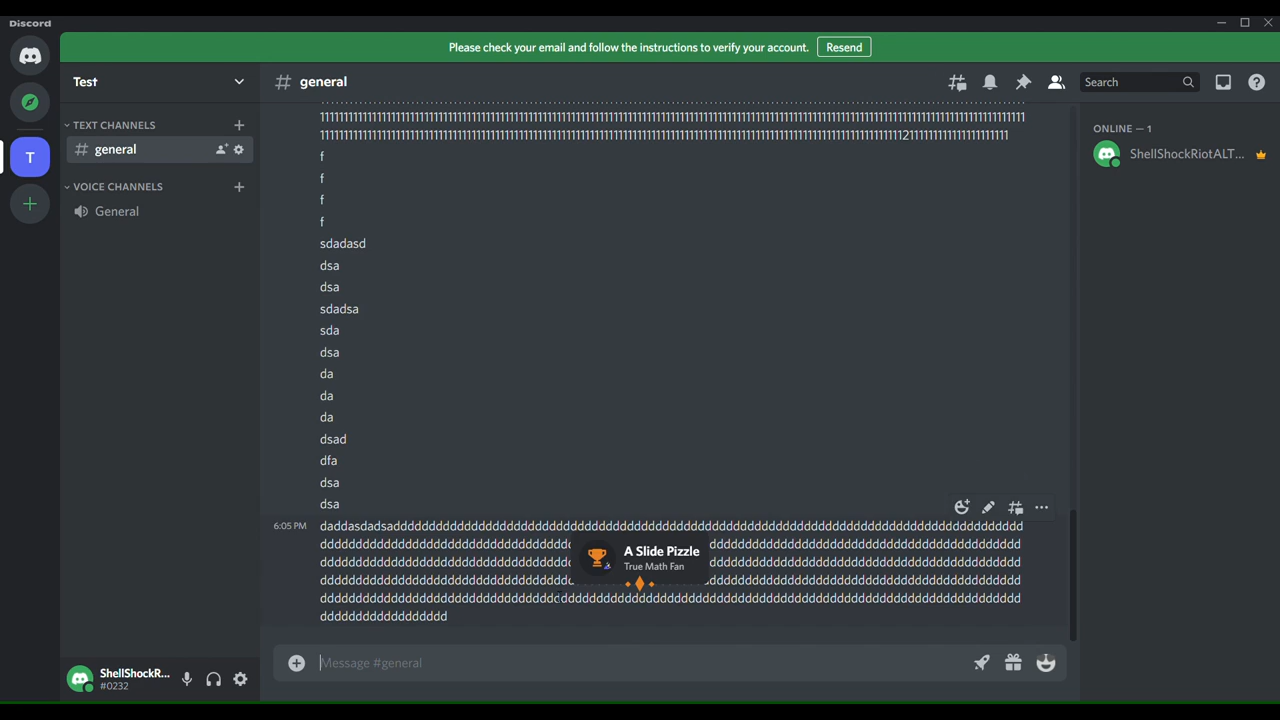 Discord
Please check your email and follow the instructions to verify your account.
Resend
Test
general
Search
TEXT CHANNELS
general
VOICE CHANNELS
General
T
f
f
f
f
sdadasd
dsa
dsa
sdadsa
sda
dsa
da
da
da
dsad
dfa
dsa
dsa
6:05 PM
dddddddddddddddddd
A Slide Pizzle
True Math Fan
Message #general
ShellShockR...
#0232
ONLINE — 1
ShellShockRiotALT...